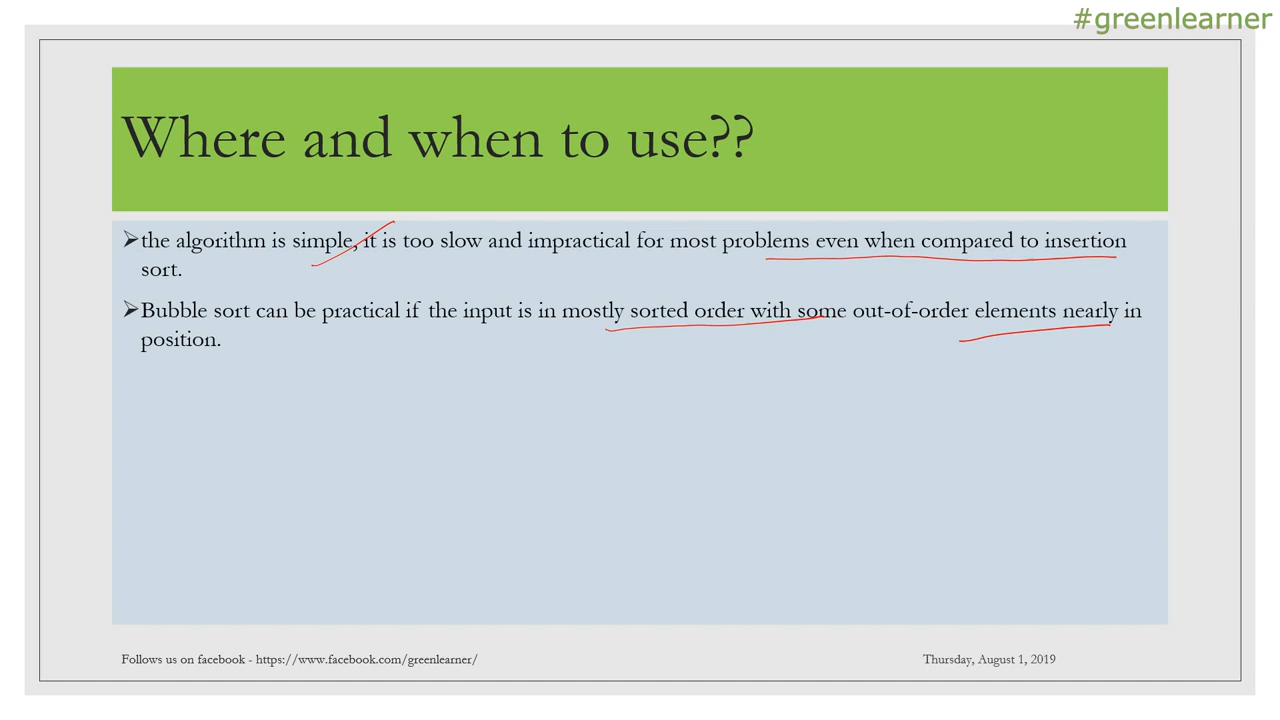 #greenlearner
Where and when to use??
➢the algorithm is simple, it is too slow and impractical for most problems even when compared to insertion
sort.
➢Bubble sort can be practical if the input is in mostly sorted order with some out-of-order elements nearly in
position.
Follows us on facebook - https://www.facebook.com/greenlearner/
Thursday, August 1, 2019